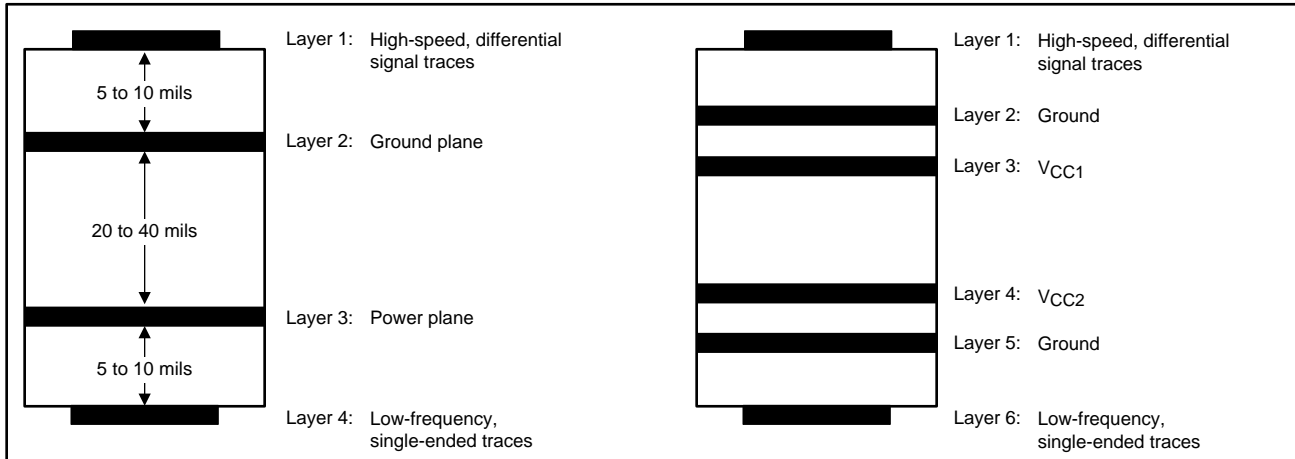 Layer 1: High-speed, differential
signal traces
5 to 10 mils
Layer 2: Ground plane
20 to 40 mils
Layer 3: Power plane
5 to 10 mils
Layer 4: Low-frequency,
single-ended traces
Layer 1: High-speed, differential
signal traces
Layer 2: Ground
Layer 3: VCC1
Layer 4: VCC2
Layer 5: Ground
Layer 6: Low-frequency,
single-ended traces